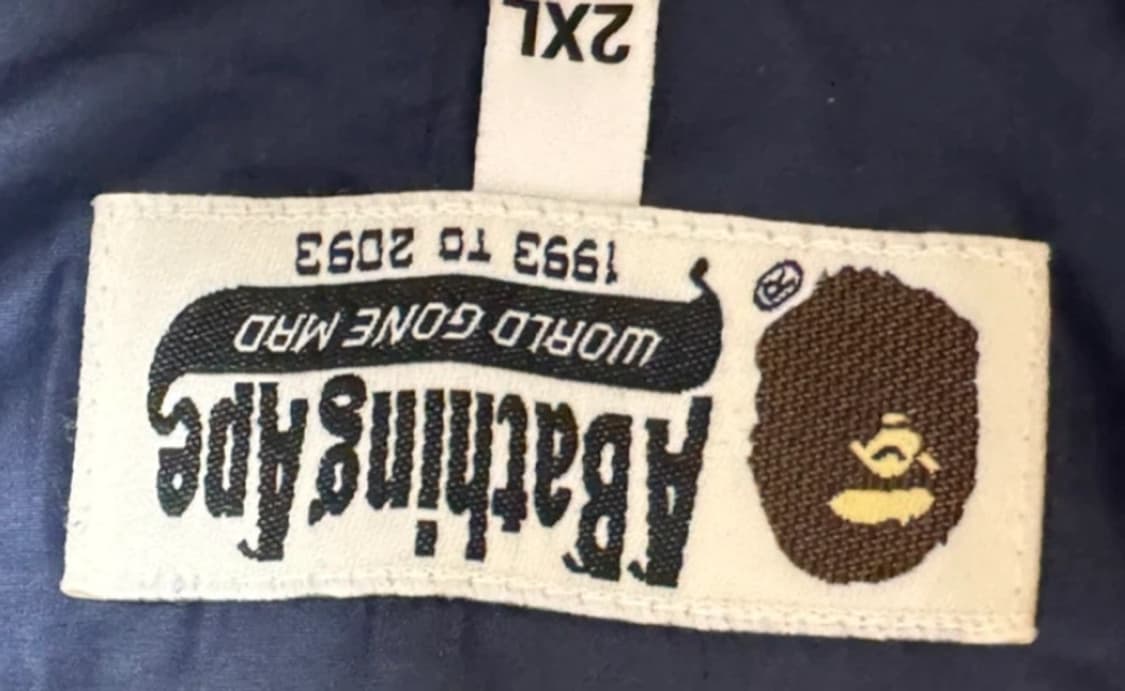 A Bathing Ape
WORLD GONE MAD
1993 TO 2093
®
2XL